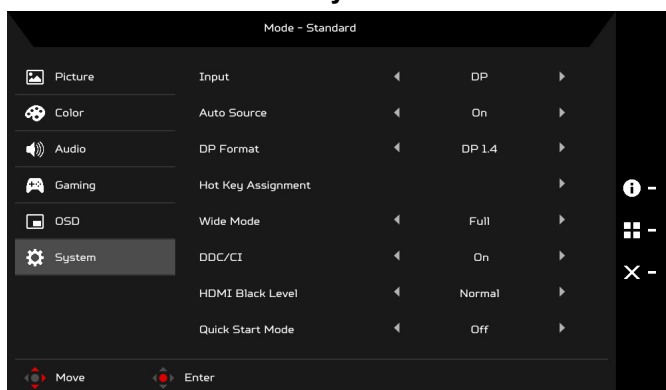 Mode - Standard
Picture Input DP
Color Auto Source On
Audio DP Format DP 1.4
Gaming Hot Key Assignment
OSD Wide Mode Full
System DDC/CI On
HDMI Black Level Normal
Quick Start Mode Off
Move Enter